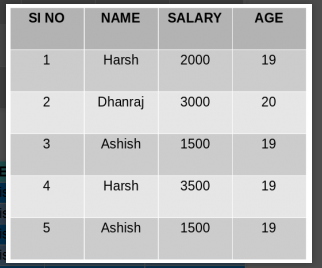 SI NO NAME SALARY AGE
1 Harsh 2000 19
2 Dhanraj 3000 20
3 Ashish 1500 19
4 Harsh 3500 19
5 Ashish 1500 19